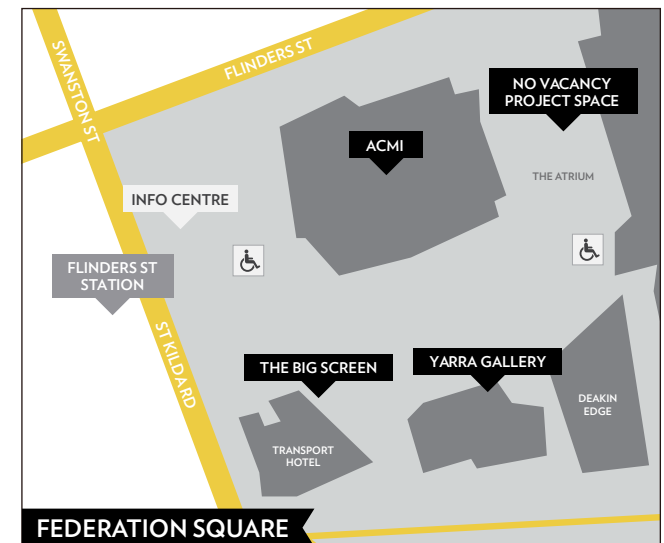 SWANSTON ST
FLINDERS ST
NO VACANCY
PROJECT SPACE
ACMI
THE ATRIUM
INFO CENTRE
FLINDERS ST
STATION
ST KILDA RD
THE BIG SCREEN
YARRA GALLERY
DEAKIN
EDGE
TRANSPORT
HOTEL
FEDERATION SQUARE